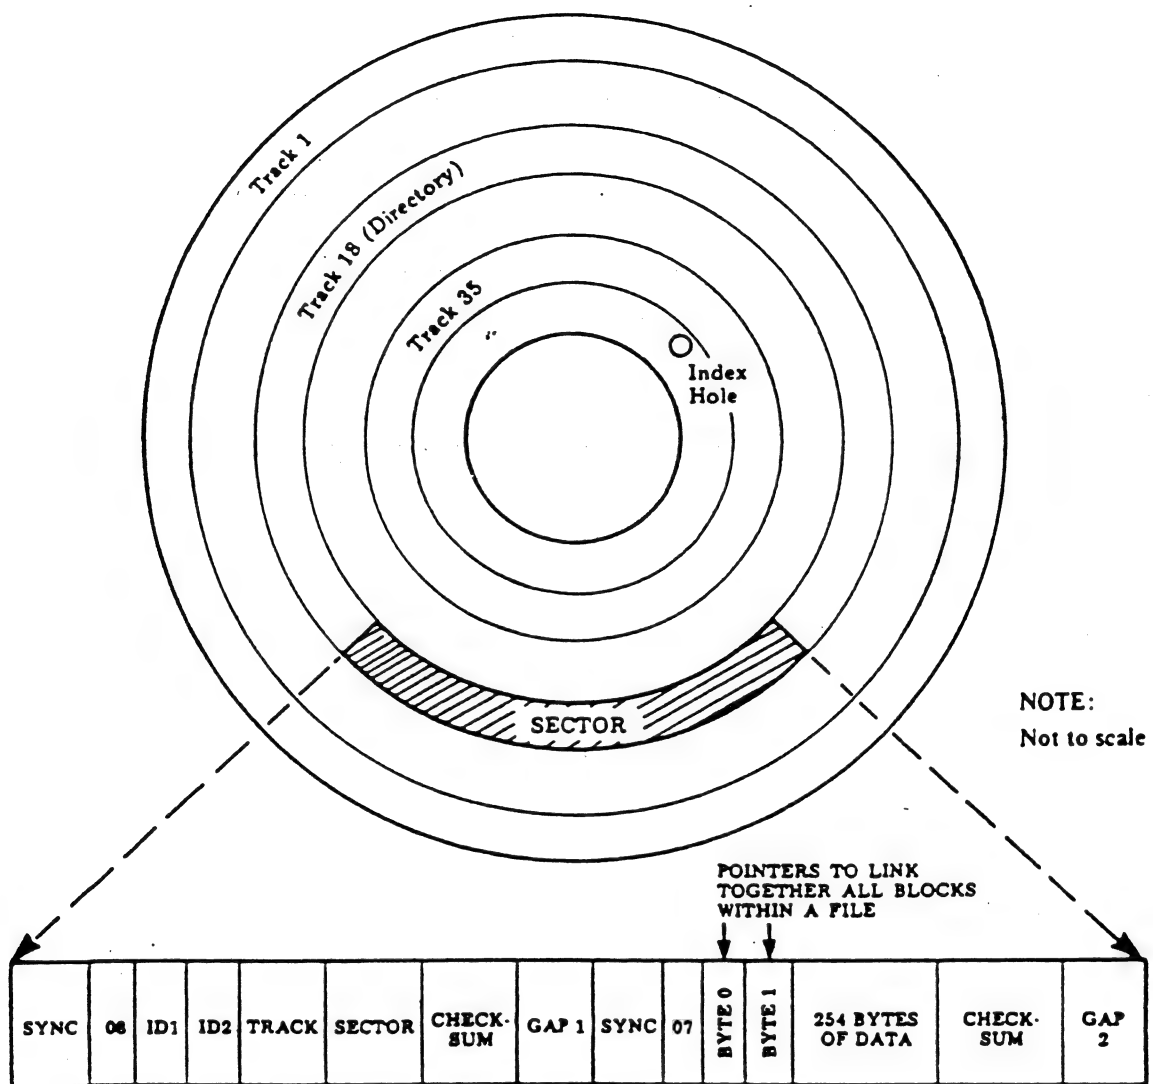 Track 1
Track 18 (Directory)
Track 35
Index
Hole
SECTOR
NOTE:
Not to scale
POINTERS TO LINK
TOGETHER ALL BLOCKS
WITHIN A FILE
SYNC
08
ID1
ID2
TRACK
SECTOR
CHECK-
SUM
GAP 1
SYNC
07
BYTE 0
BYTE 1
254 BYTES
OF DATA
CHECK-
SUM
GAP
2